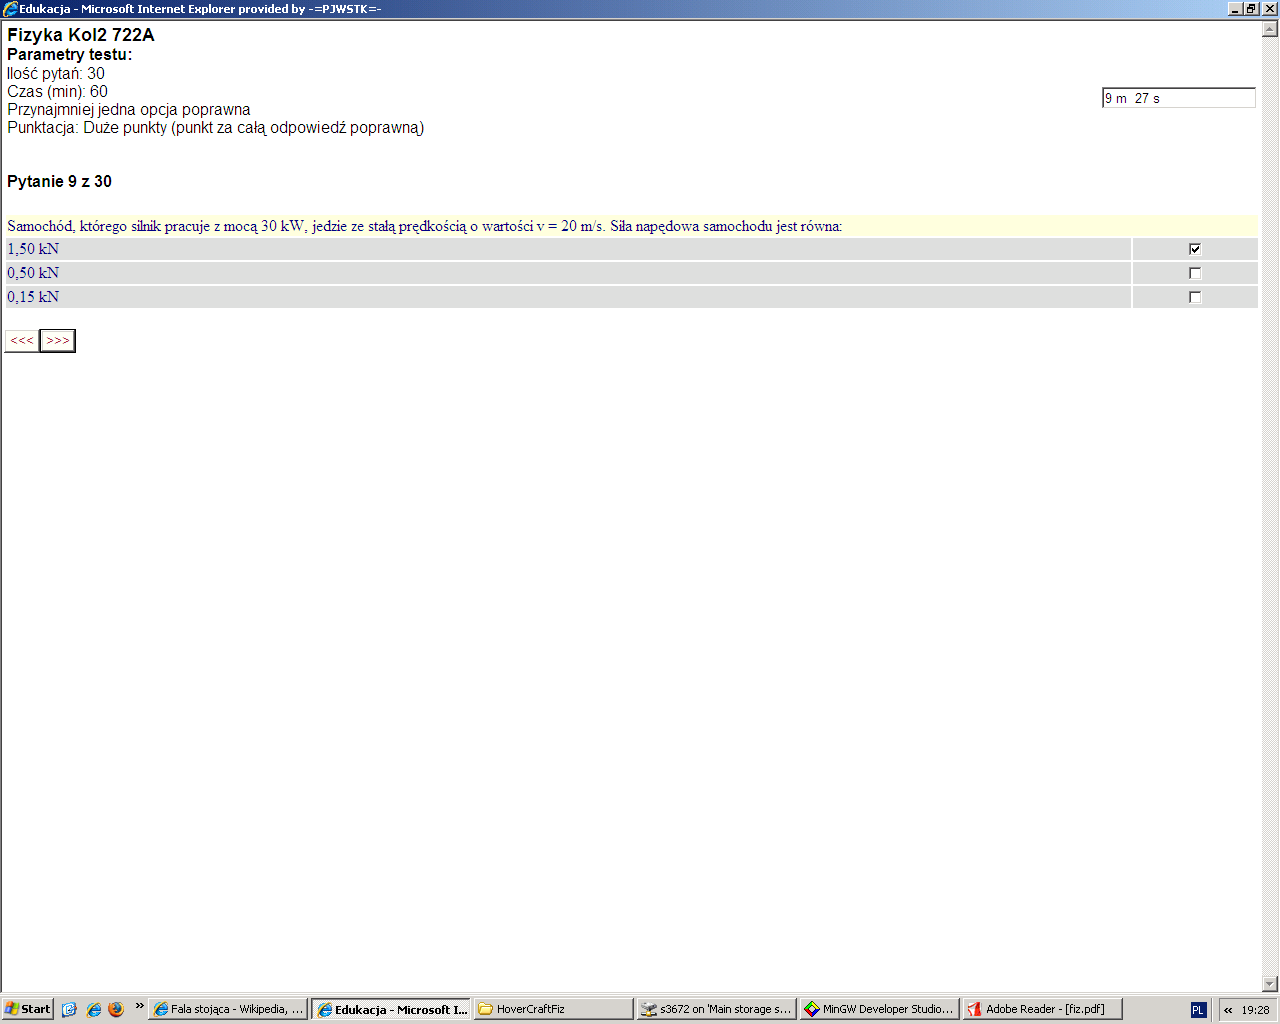 Edukacja - Microsoft Internet Explorer provided by -=PJWSTK=-
Fizyka Kol2 722A
Parametry testu:
Ilość pytań: 30
Czas (min): 60
9 m 27 s
Przynajmniej jedna opcja poprawna
Punktacja: Duże punkty (punkt za całą odpowiedź poprawną)
Pytanie 9 z 30
Samochód, którego silnik pracuje z mocą 30 kW, jedzie ze stałą prędkością o wartości v = 20 m/s. Siła napędowa samochodu jest równa:
1,50 kN
0,50 kN
0,15 kN
<<< >>>
Start » Fala stojąca - Wikipedia, ... Edukacja - Microsoft I... HoverCraftFiz s3672 on 'Main storage s... MinGW Developer Studio... Adobe Reader - [fiz.pdf] PL « 19:28